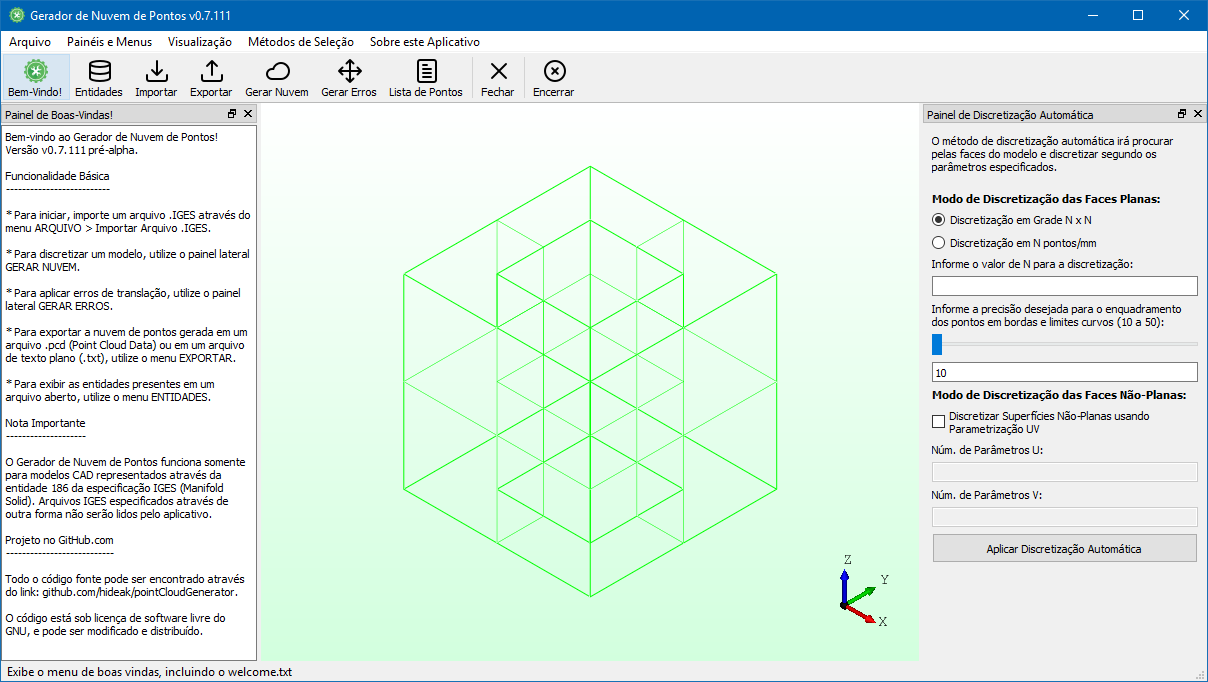 Gerador de Nuvem de Pontos v0.7.111
Arquivo Painéis e Menus Visualização Métodos de Seleção Sobre este Aplicativo
Bem-Vindo! Entidades Importar Exportar Gerar Nuvem Gerar Erros Lista de Pontos Fechar Encerrar
Painel de Boas-Vindas!
Bem-vindo ao Gerador de Nuvem de Pontos!
Versão v0.7.111 pré-alpha.
Funcionalidade Básica
--------------------------
* Para iniciar, importe um arquivo .IGES através do
menu ARQUIVO > Importar Arquivo .IGES.
* Para discretizar um modelo, utilize o painel lateral
GERAR NUVEM.
* Para aplicar erros de translação, utilize o painel
lateral GERAR ERROS.
* Para exportar a nuvem de pontos gerada em um
arquivo .pcd (Point Cloud Data) ou em um arquivo
de texto plano (.txt), utilize o menu EXPORTAR.
* Para exibir as entidades presentes em um
arquivo aberto, utilize o menu ENTIDADES.
Nota Importante
--------------------
O Gerador de Nuvem de Pontos funciona somente
para modelos CAD representados através da
entidade 186 da especificação IGES (Manifold
Solid). Arquivos IGES especificados através de
outra forma não serão lidos pelo aplicativo.
Projeto no GitHub.com
---------------------------
Todo o código fonte pode ser encontrado através
do link: github.com/hideak/pointCloudGenerator.
O código está sob licença de software livre do
GNU, e pode ser modificado e distribuído.
Z
Y
X
Painel de Discretização Automática
O método de discretização automática irá procurar
pelas faces do modelo e discretizar segundo os
parâmetros especificados.
Modo de Discretização das Faces Planas:
Discretização em Grade N x N
Discretização em N pontos/mm
Informe o valor de N para a discretização:
Informe a precisão desejada para o enquadramento
dos pontos em bordas e limites curvos (10 a 50):
10
Modo de Discretização das Faces Não-Planas:
Discretizar Superfícies Não-Planas usando
Parametrização UV
Núm. de Parâmetros U:
Núm. de Parâmetros V:
Aplicar Discretização Automática
Exibe o menu de boas vindas, incluindo o welcome.txt